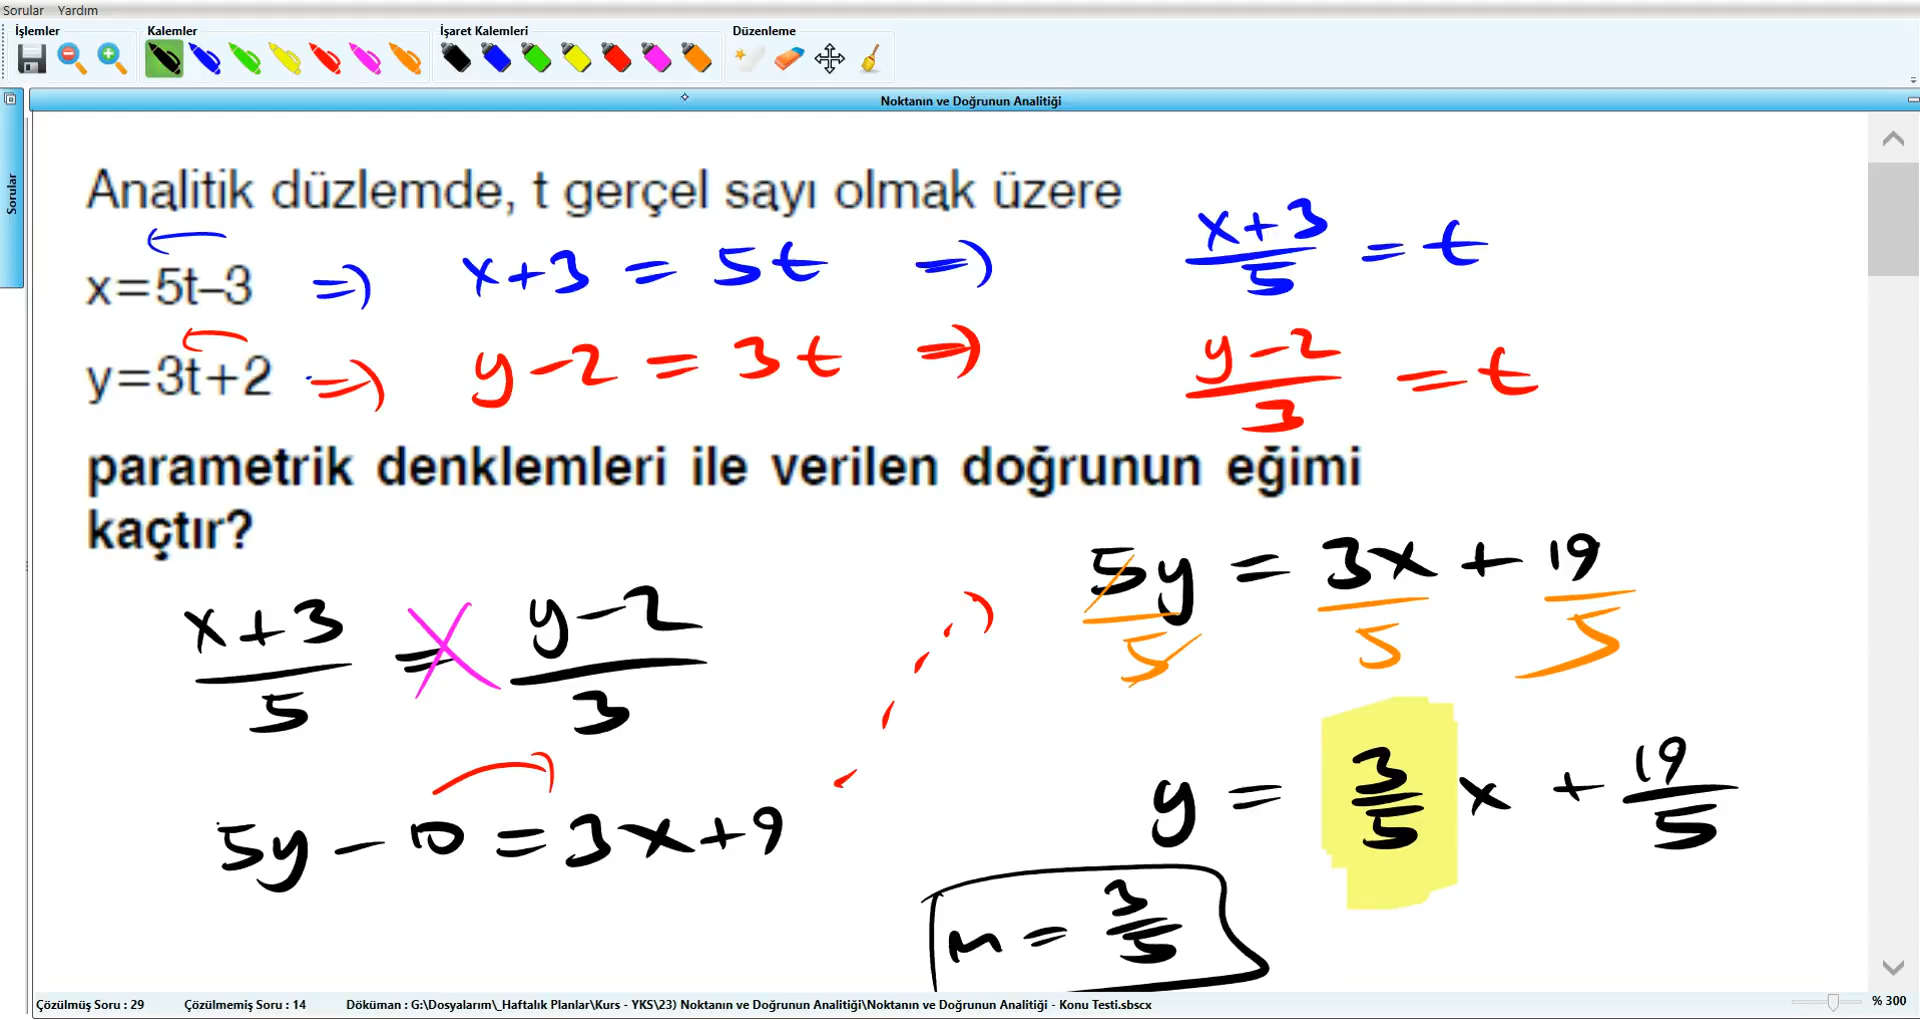 Sorular Yardım
İşlemler Kalemler İşaret Kalemleri Düzenleme
Noktanın ve Doğrunun Analitiği
Sorular
Analitik düzlemde, t gerçel sayı olmak üzere
x=5t–3 => x+3 = 5t => x+3/5 = t
y=3t+2 => y-2 = 3t => y-2/3 = t
parametrik denklemleri ile verilen doğrunun eğimi
kaçtır?
x+3/5 = y-2/3
5y - 10 = 3x+9
5y = 3x + 19
5 5 5
y = 3/5 x + 19/5
m = 3/5
Çözülmüş Soru : 29 Çözülmemiş Soru : 14 Döküman : G:\Dosyalarım\_Haftalık Planlar\Kurs - YKS\23) Noktanın ve Doğrunun Analitiği\Noktanın ve Doğrunun Analitiği - Konu Testi.sbscx % 300